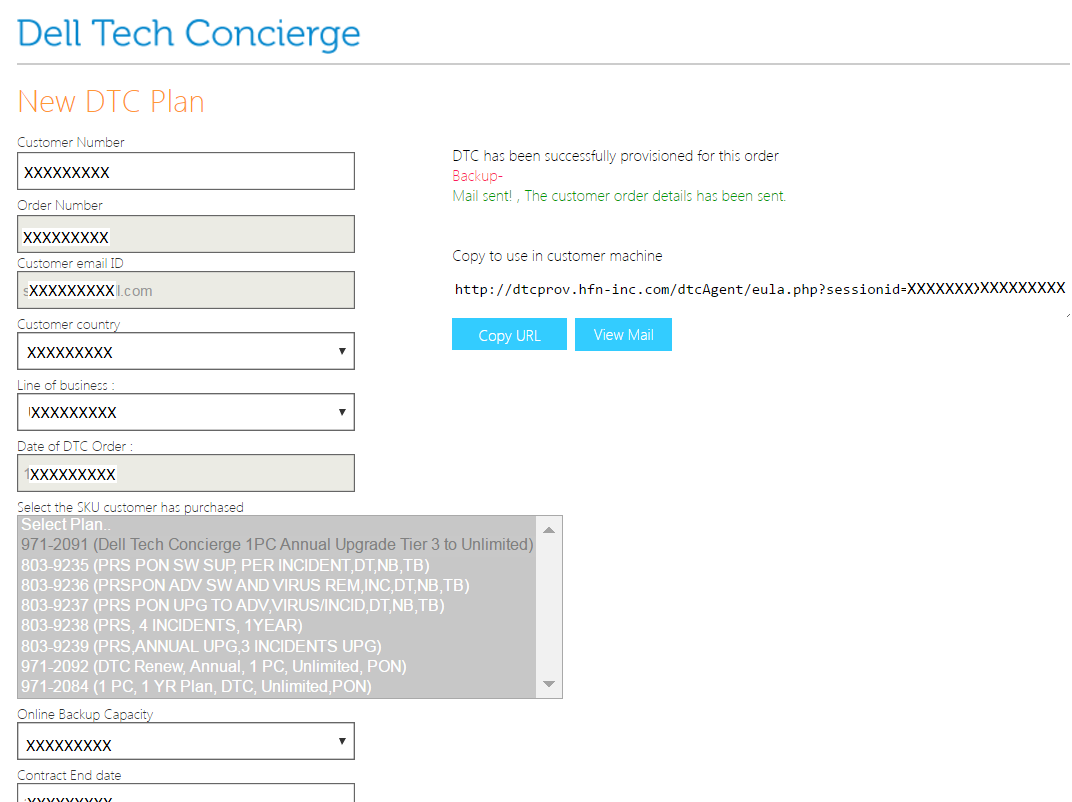 Dell Tech Concierge
New DTC Plan
Customer Number
XXXXXXXXX
Order Number
XXXXXXXXX
Customer email ID
XXXXXXXXX l.com
Customer country
XXXXXXXXX
Line of business :
XXXXXXXXX
Date of DTC Order :
XXXXXXXXX
Select the SKU customer has purchased
Select Plan..
971-2091 (Dell Tech Concierge 1PC Annual Upgrade Tier 3 to Unlimited)
803-9235 (PRS PON SW SUP, PER INCIDENT,DT,NB,TB)
803-9236 (PRSPON ADV SW AND VIRUS REM,INC,DT,NB,TB)
803-9237 (PRS PON UPG TO ADV,VIRUS/INCID,DT,NB,TB)
803-9238 (PRS, 4 INCIDENTS, 1YEAR)
803-9239 (PRS,ANNUAL UPG,3 INCIDENTS UPG)
971-2092 (DTC Renew, Annual, 1 PC, Unlimited, PON)
971-2084 (1 PC, 1 YR Plan, DTC, Unlimited,PON)
Online Backup Capacity
XXXXXXXXX
Contract End date
XXXXXXXXX
DTC has been successfully provisioned for this order
Backup-
Mail sent! , The customer order details has been sent.
Copy to use in customer machine
http://dtcprov.hfn-inc.com/dtcAgent/eula.php?sessionid=XXXXXXXXXXXXXXXXX
Copy URL
View Mail